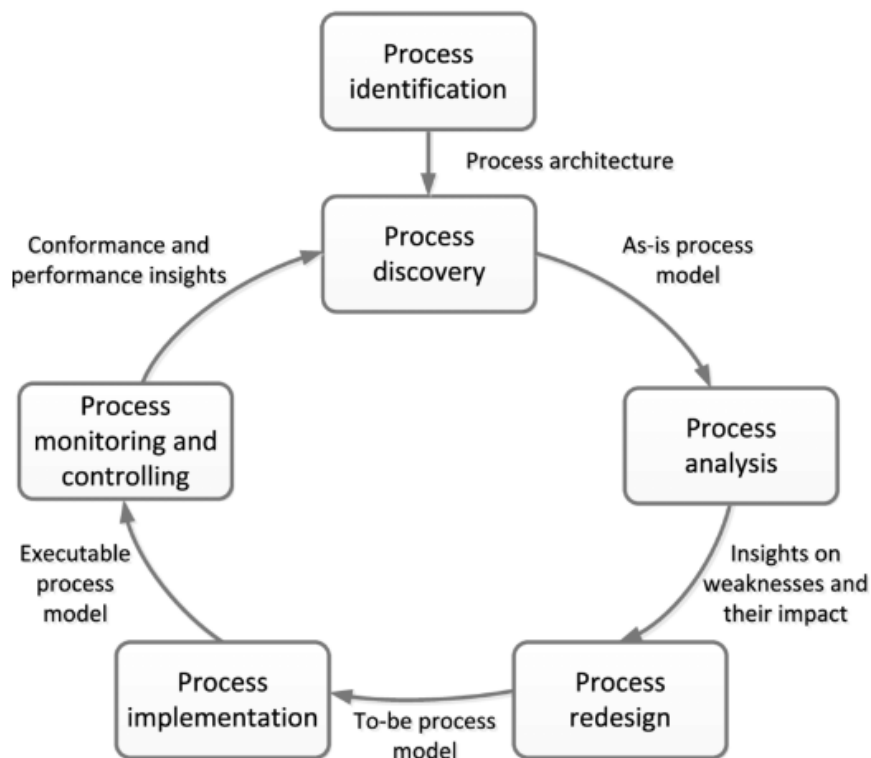 Process
identification
Process architecture
Process
discovery
Conformance and
performance insights
As-is process
model
Process
monitoring and
controlling
Process
analysis
Executable
process
model
Insights on
weaknesses and
their impact
Process
implementation
To-be process
model
Process
redesign